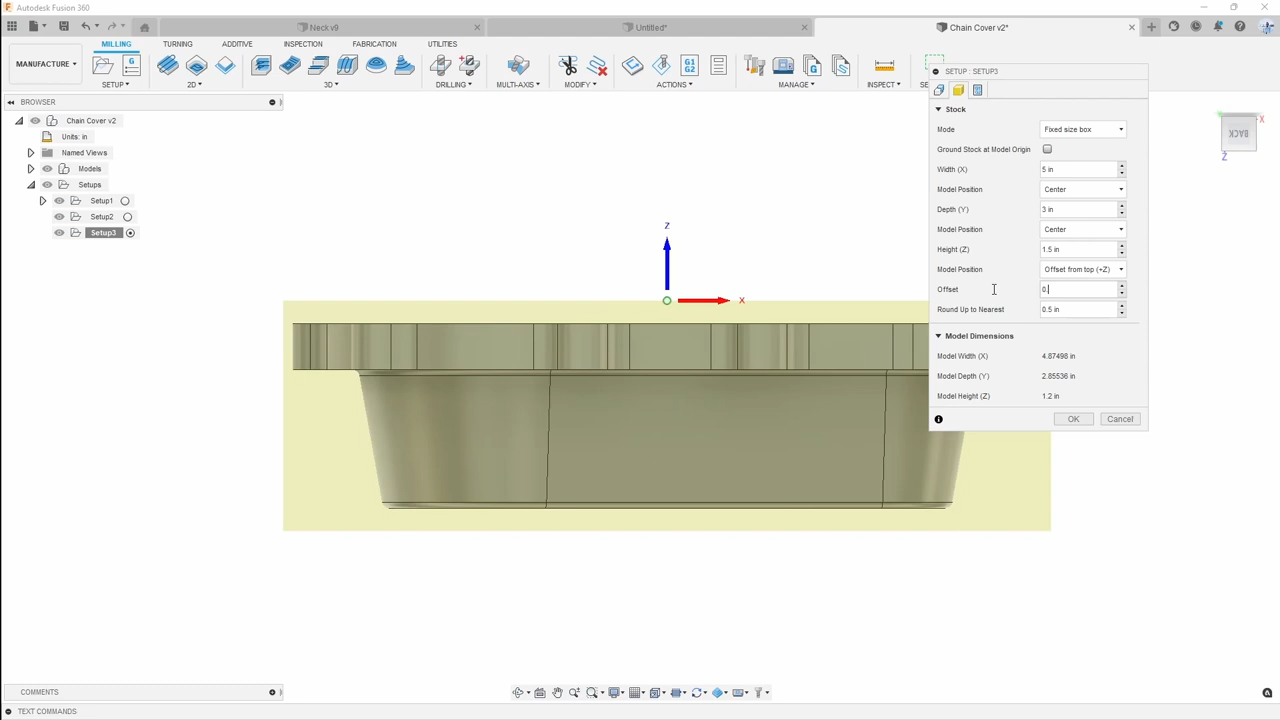 Autodesk Fusion 360
Neck v9
Untitled*
Chain Cover v2*
MILLING TURNING ADDITIVE INSPECTION FABRICATION UTILITIES
MANUFACTURE
G
G1
G2
G
SETUP 2D 3D DRILLING MULTI-AXIS MODIFY ACTIONS MANAGE INSPECT
BROWSER
Chain Cover v2
Units: in
Named Views
Models
Setups
Setup1
Setup2
Setup3
Z
X
BACK
X
Z
SETUP : SETUP3
Stock
Mode Fixed size box
Ground Stock at Model Origin
Width (X) 5 in
Model Position Center
Depth (Y) 3 in
Model Position Center
Height (Z) 1.5 in
Model Position Offset from top (+Z)
Offset 0.
Round Up to Nearest 0.5 in
Model Dimensions
Model Width (X) 4.87498 in
Model Depth (Y) 2.85536 in
Model Height (Z) 1.2 in
OK Cancel
COMMENTS
TEXT COMMANDS